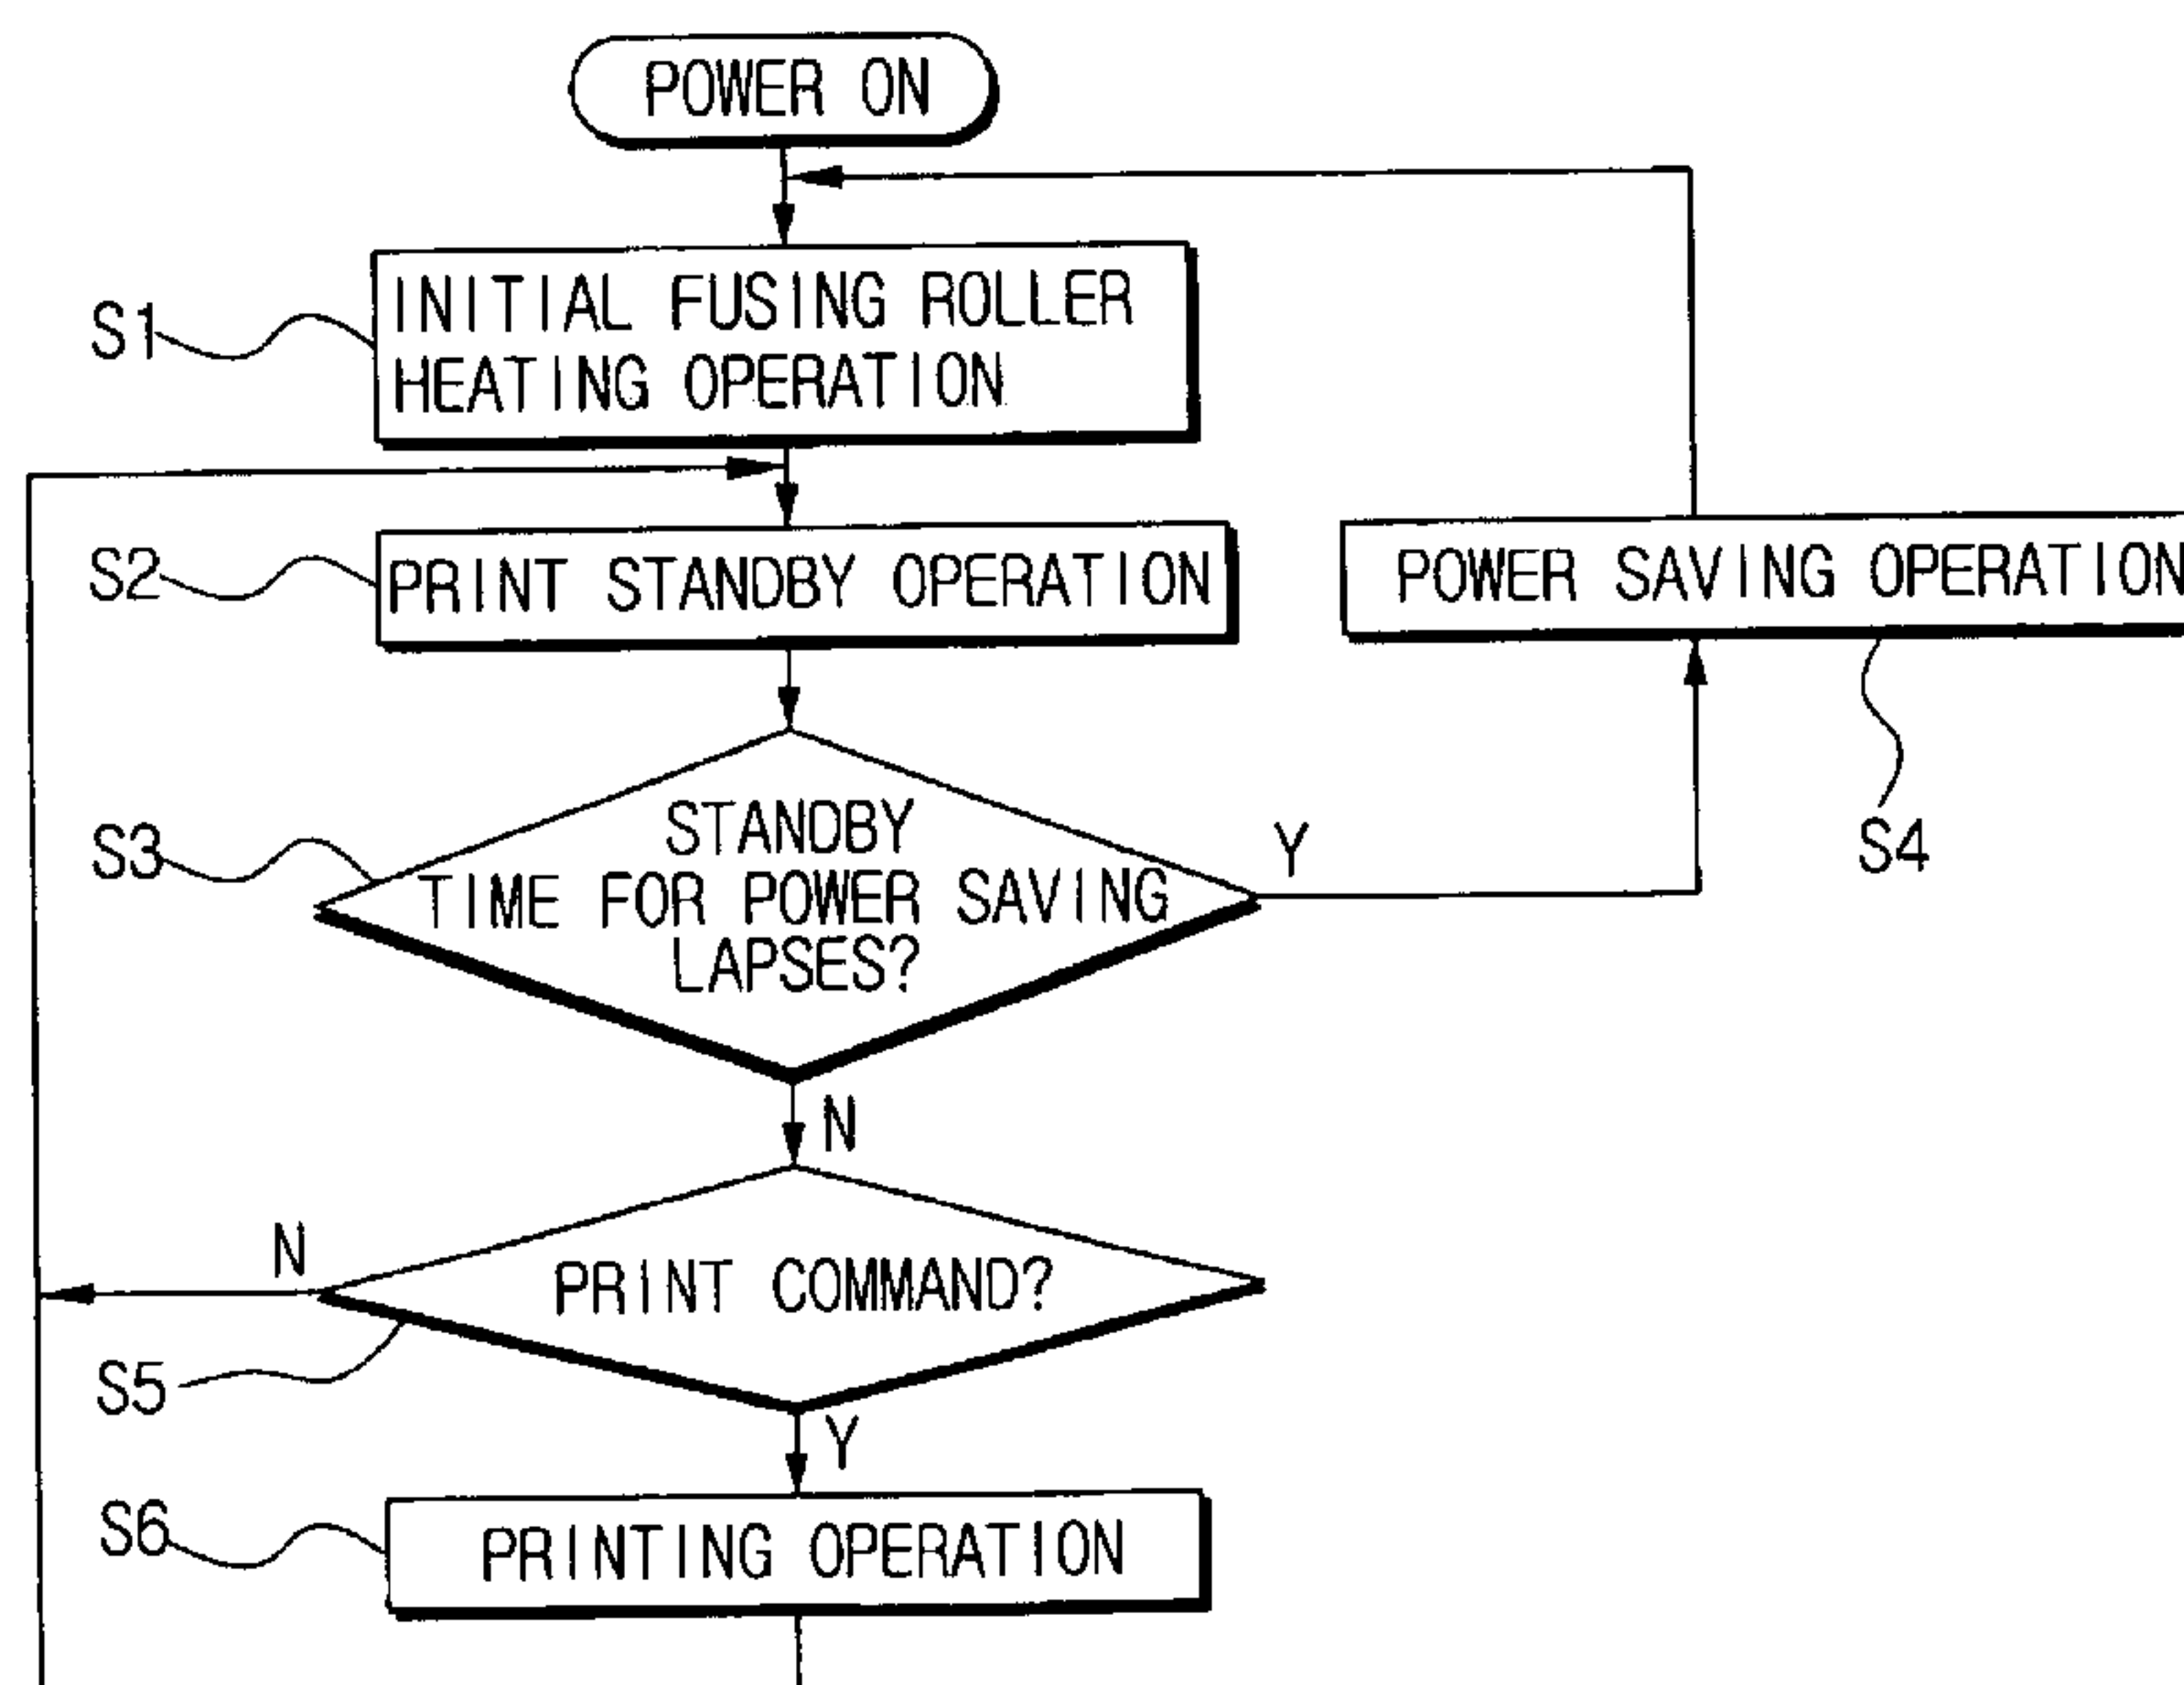 POWER ON
S1
INITIAL FUSING ROLLER
HEATING OPERATION
S2
PRINT STANDBY OPERATION
POWER SAVING OPERATION
S3
STANDBY
TIME FOR POWER SAVING
LAPSES?
Y
S4
N
N
PRINT COMMAND?
S5
Y
S6
PRINTING OPERATION